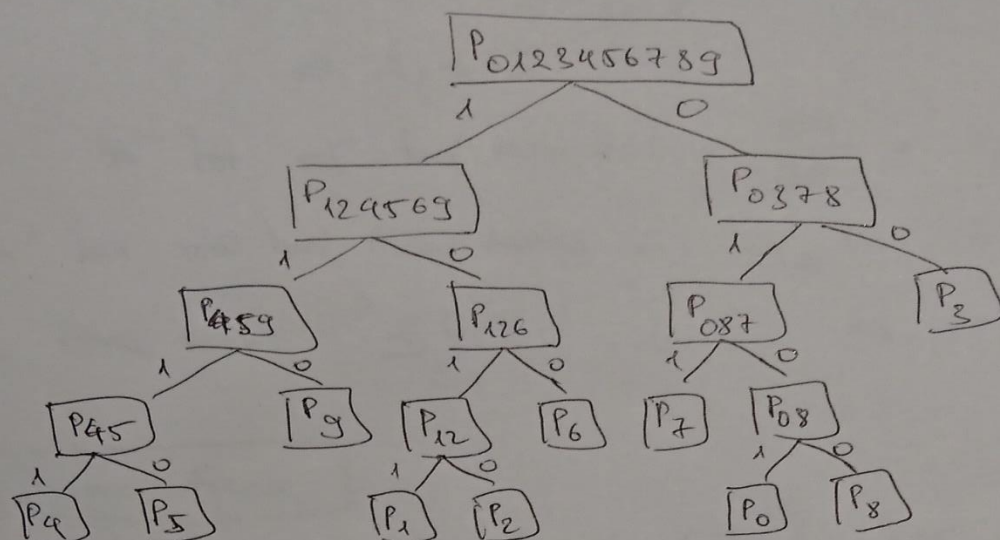 P0123456789
1 0
P124569 P0378
1 0 1 0
P459 P126 P087 P3
1 0 1 0 1 0
P45 P9 P12 P6 P7 P08
1 0 1 0 1 0
P4 P5 P1 P2 P0 P8